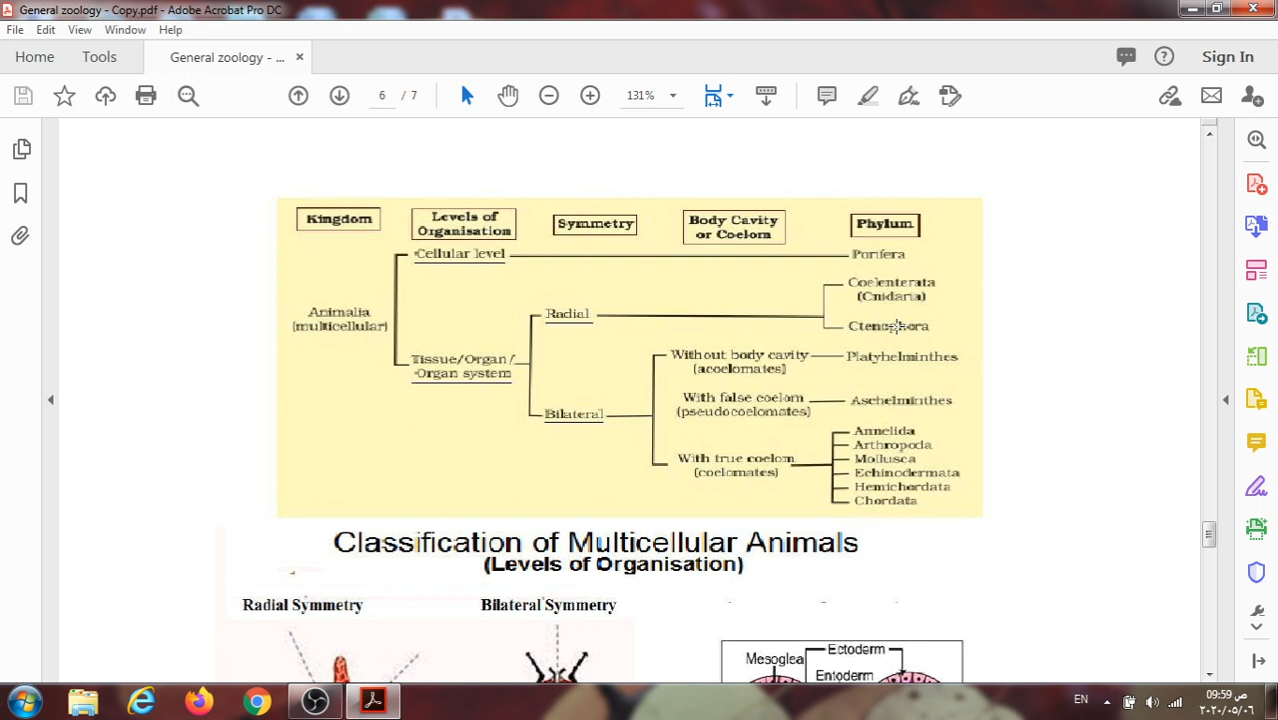 General zoology - Copy.pdf - Adobe Acrobat Pro DC
File Edit View Window Help
Home Tools General zoology - ... ×
Sign In
6 / 7
131%
Kingdom
Levels of
Organisation
Symmetry
Body Cavity
or Coelom
Phylum
Cellular level
Porifera
Coelenterata
(Cnidaria)
Animalia
(multicellular)
Radial
Ctenophora
Tissue/Organ/
Organ system
Without body cavity
(acoelomates)
Platyhelminthes
With false coelom
(pseudocoelomates)
Aschelminthes
Bilateral
With true coelom
(coelomates)
Annelida
Arthropoda
Mollusca
Echinodermata
Hemichordata
Chordata
Classification of Multicellular Animals
(Levels of Organisation)
Radial Symmetry
Bilateral Symmetry
Ectoderm
Mesoglea
Entoderm
EN
09:59 ص
٢٠٢٠/٠٥/٠٦